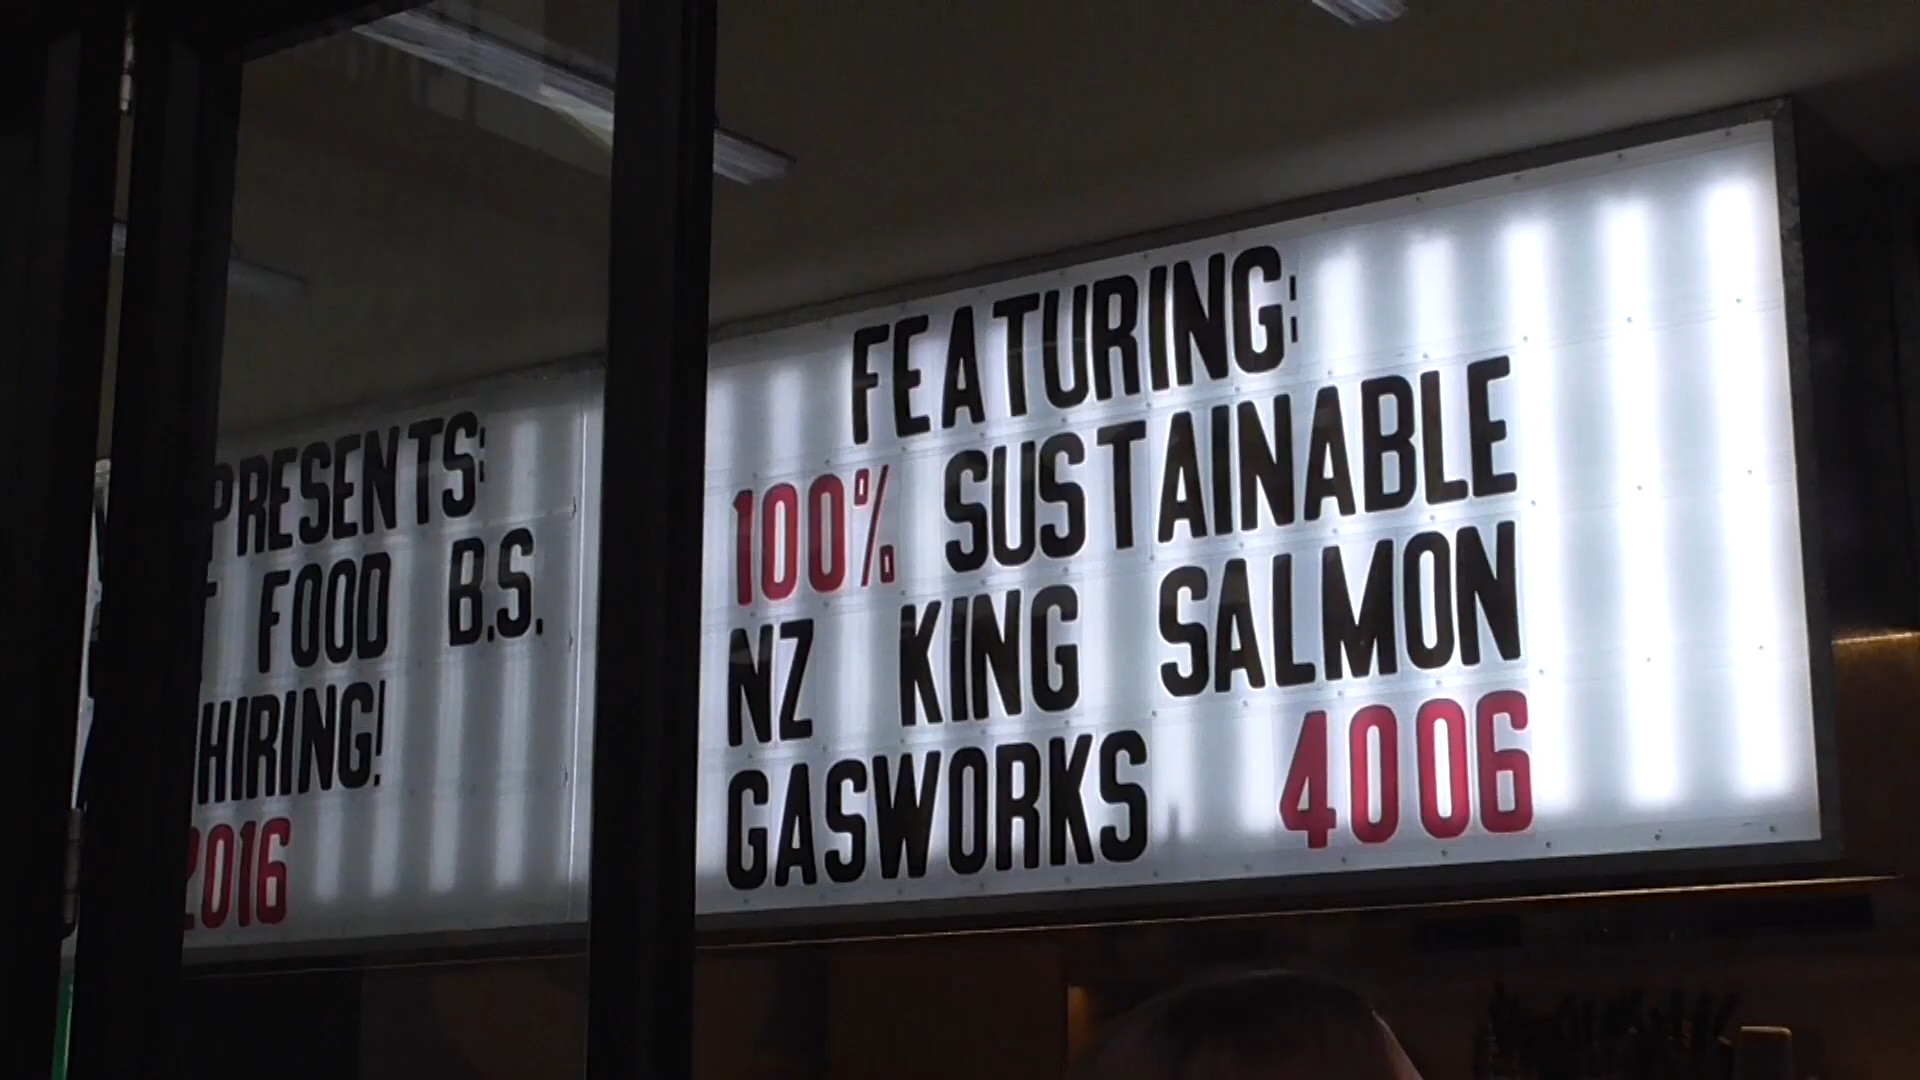 PRESENTS:
FOOD B.S.
HIRING!
2016
FEATURING:
100% SUSTAINABLE
NZ KING SALMON
GASWORKS 4006